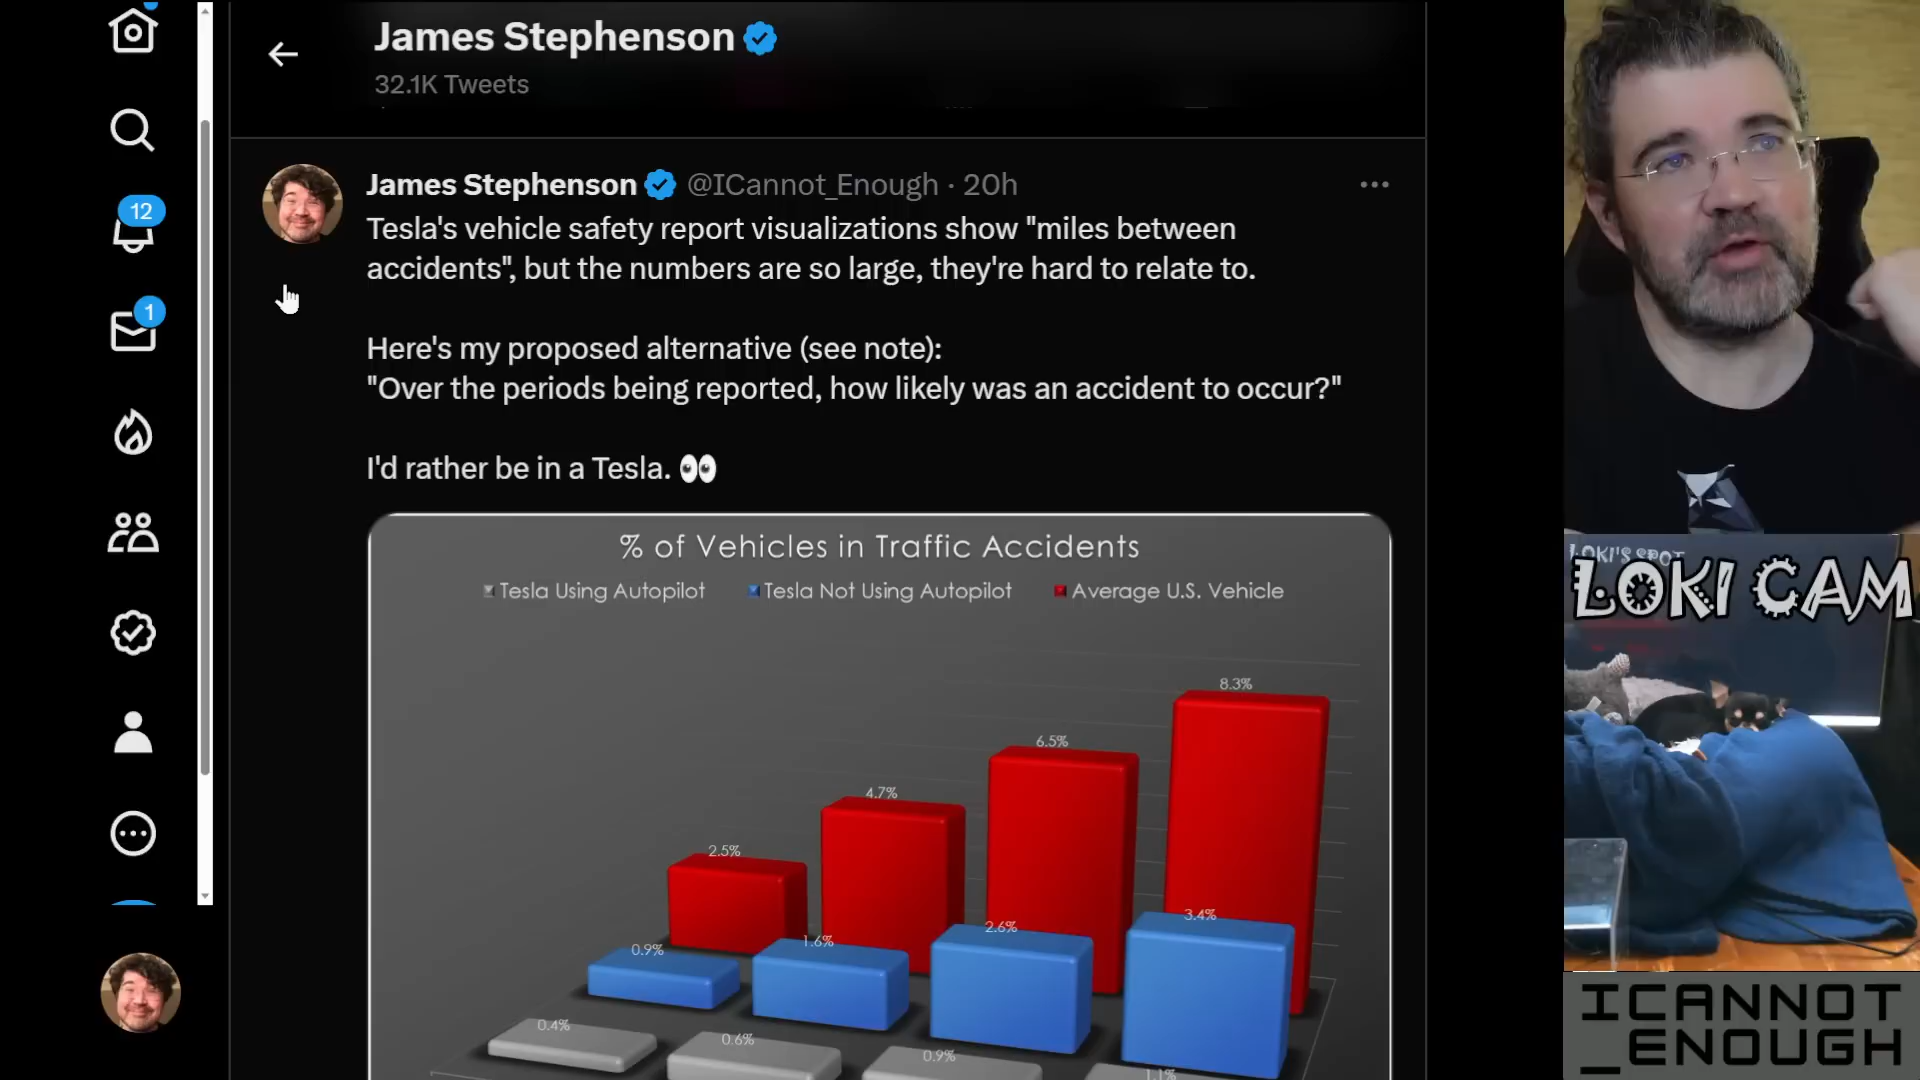 James Stephenson
32.1K Tweets
12
1
James Stephenson @ICannot_Enough · 20h
Tesla's vehicle safety report visualizations show "miles between
accidents", but the numbers are so large, they're hard to relate to.
Here's my proposed alternative (see note):
"Over the periods being reported, how likely was an accident to occur?"
I'd rather be in a Tesla. 👀
% of Vehicles in Traffic Accidents
Tesla Using Autopilot
Tesla Not Using Autopilot
Average U.S. Vehicle
8.3%
6.5%
4.7%
2.5%
3.4%
2.6%
1.6%
0.9%
0.4%
0.6%
0.9%
1.1%
LOKI'S SPOT
LOKI CAM
ICANNOT
_ENOUGH